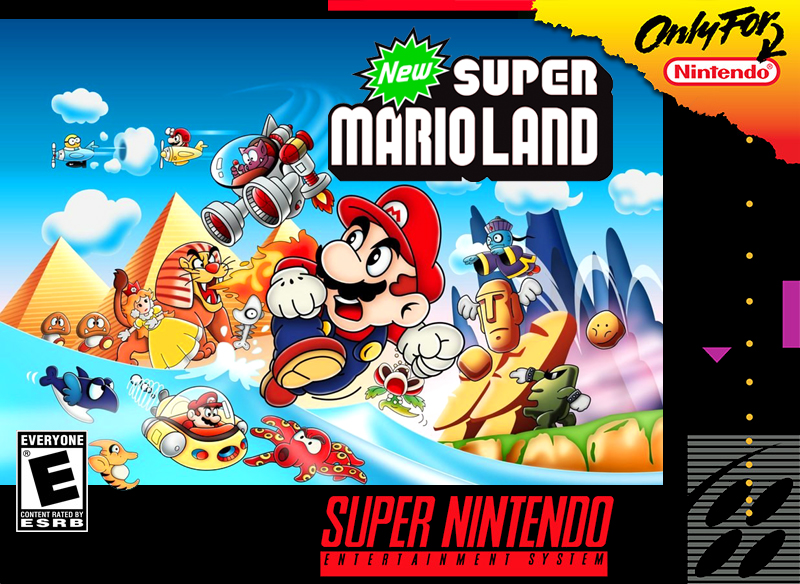 Only For
Nintendo®
New SUPER
MARIO LAND
M
T
EVERYONE
E
®
CONTENT RATED BY
ESRB
SUPER NINTENDO
ENTERTAINMENT SYSTEM